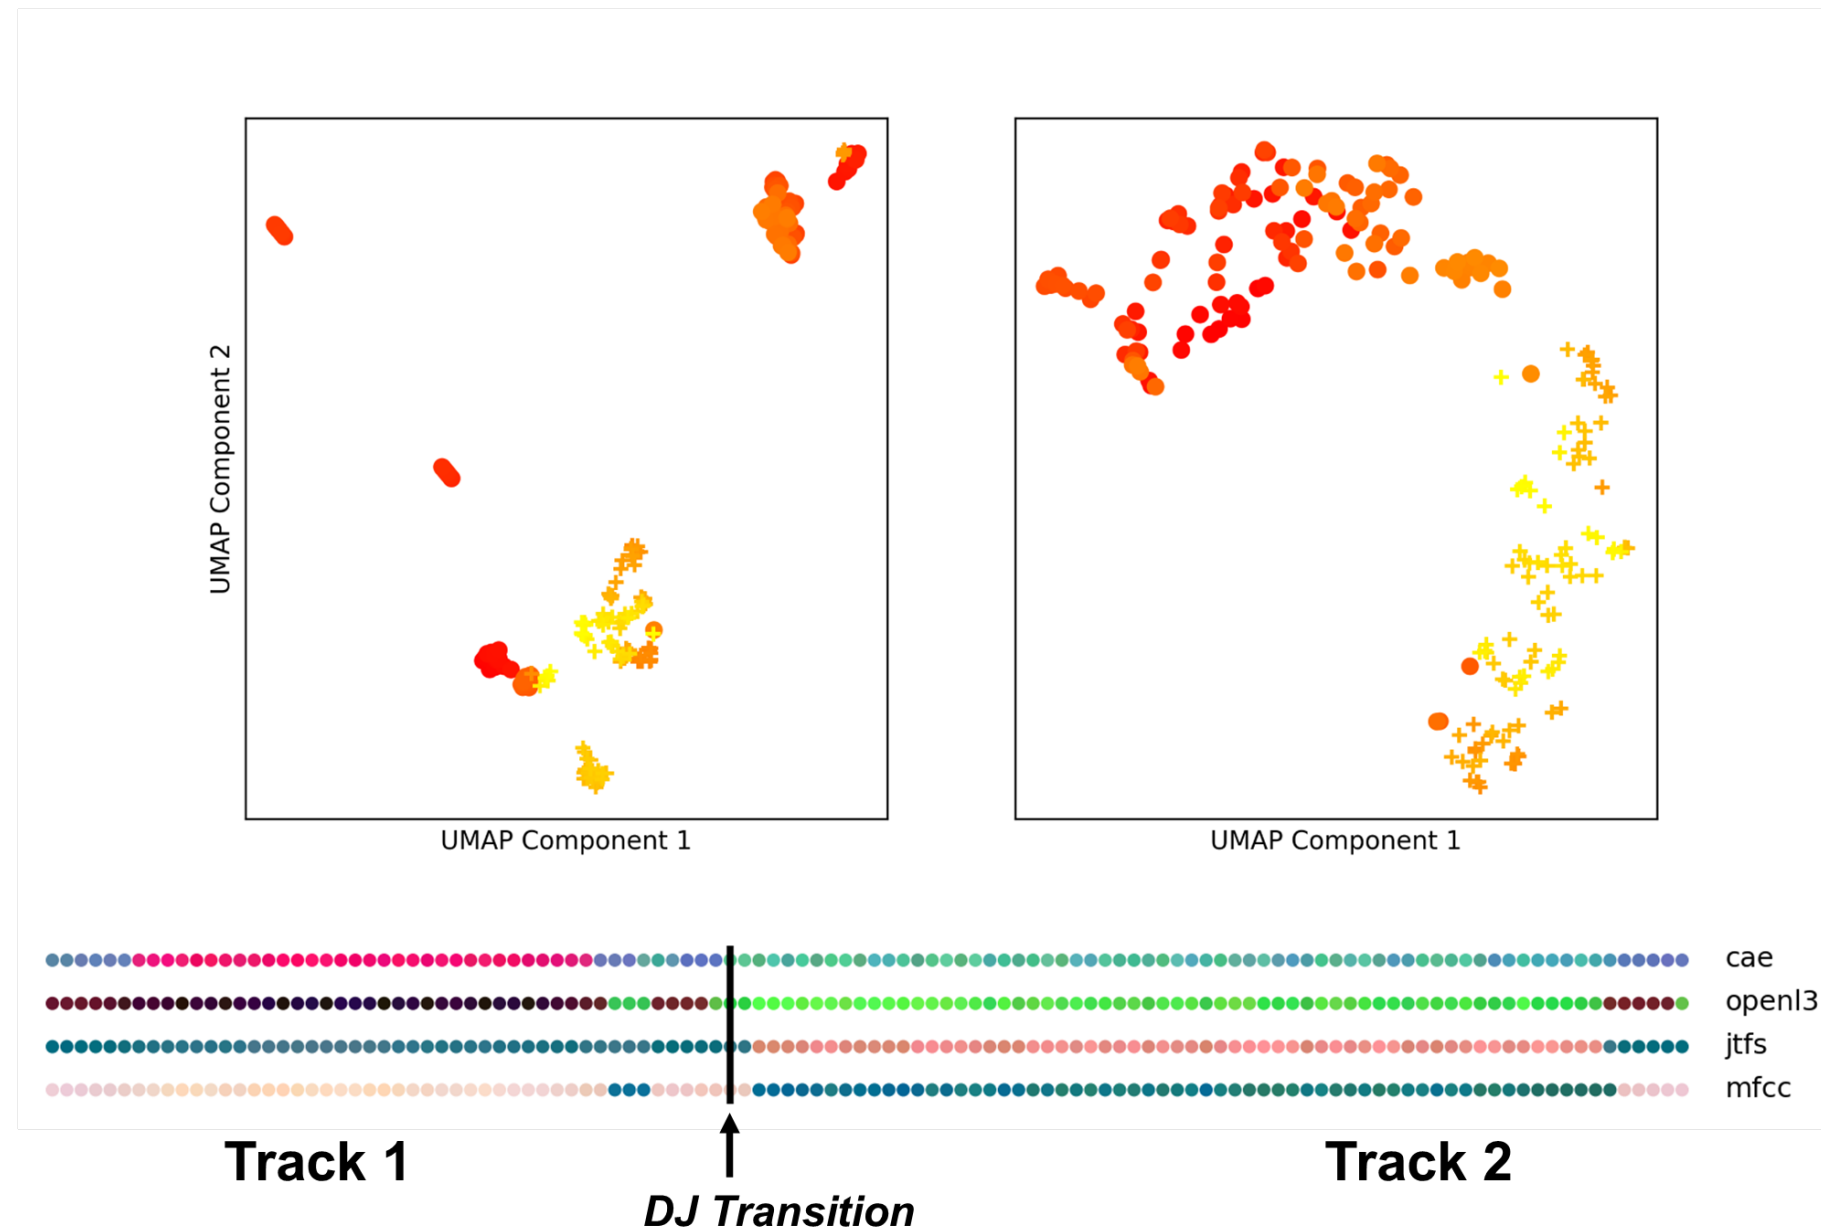 UMAP Component 2
UMAP Component 1
UMAP Component 1
cae
openl3
jtfs
mfcc
Track 1
Track 2
DJ Transition